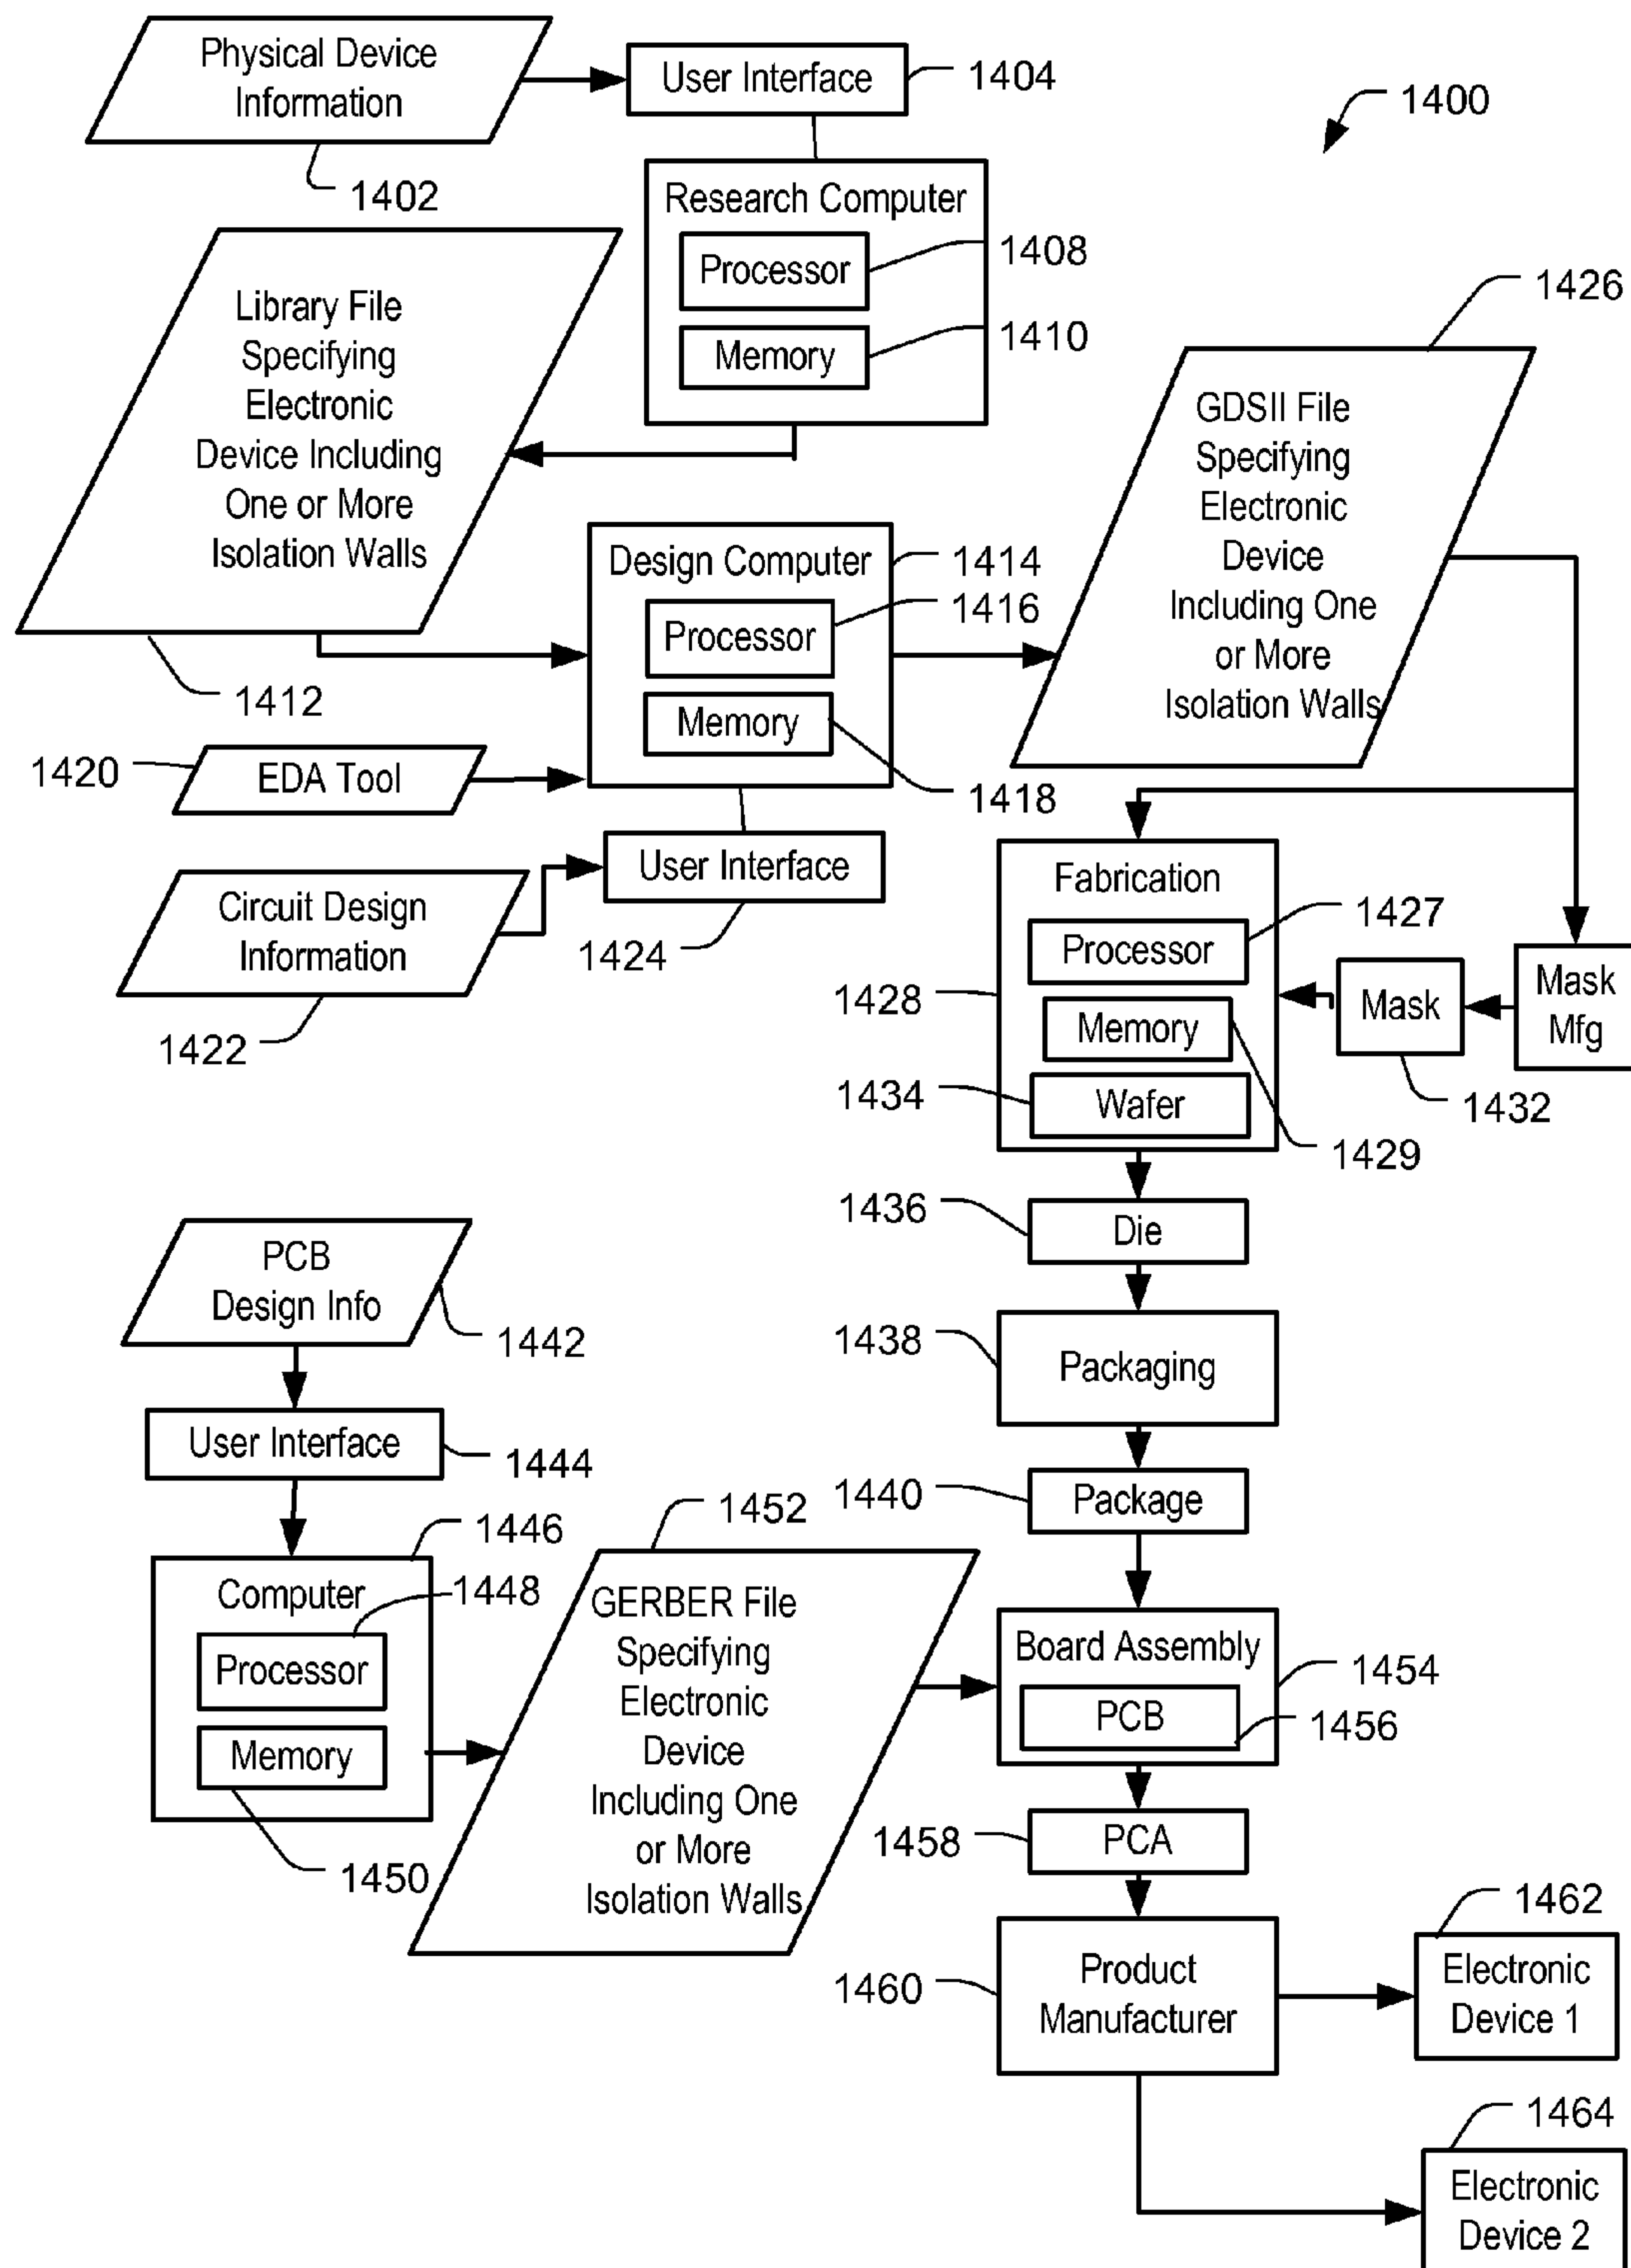 Physical Device
Information
1402
User Interface
1404
1400
Research Computer
Processor
1408
Memory
1410
Library File
Specifying
Electronic
Device Including
One or More
Isolation Walls
1412
Design Computer
1414
Processor
1416
Memory
1418
EDA Tool
1420
User Interface
1424
Circuit Design
Information
1422
GDSII File
Specifying
Electronic
Device
Including One
or More
Isolation Walls
1426
Fabrication
1428
Processor
1427
Memory
1429
Wafer
1434
Mask
1432
Mask
Mfg
Die
1436
Packaging
1438
Package
1440
PCB
Design Info
1442
User Interface
1444
Computer
1446
Processor
1448
Memory
1450
GERBER File
Specifying
Electronic
Device
Including One
or More
Isolation Walls
1452
Board Assembly
1454
PCB
1456
PCA
1458
Product
Manufacturer
1460
Electronic
Device 1
1462
Electronic
Device 2
1464